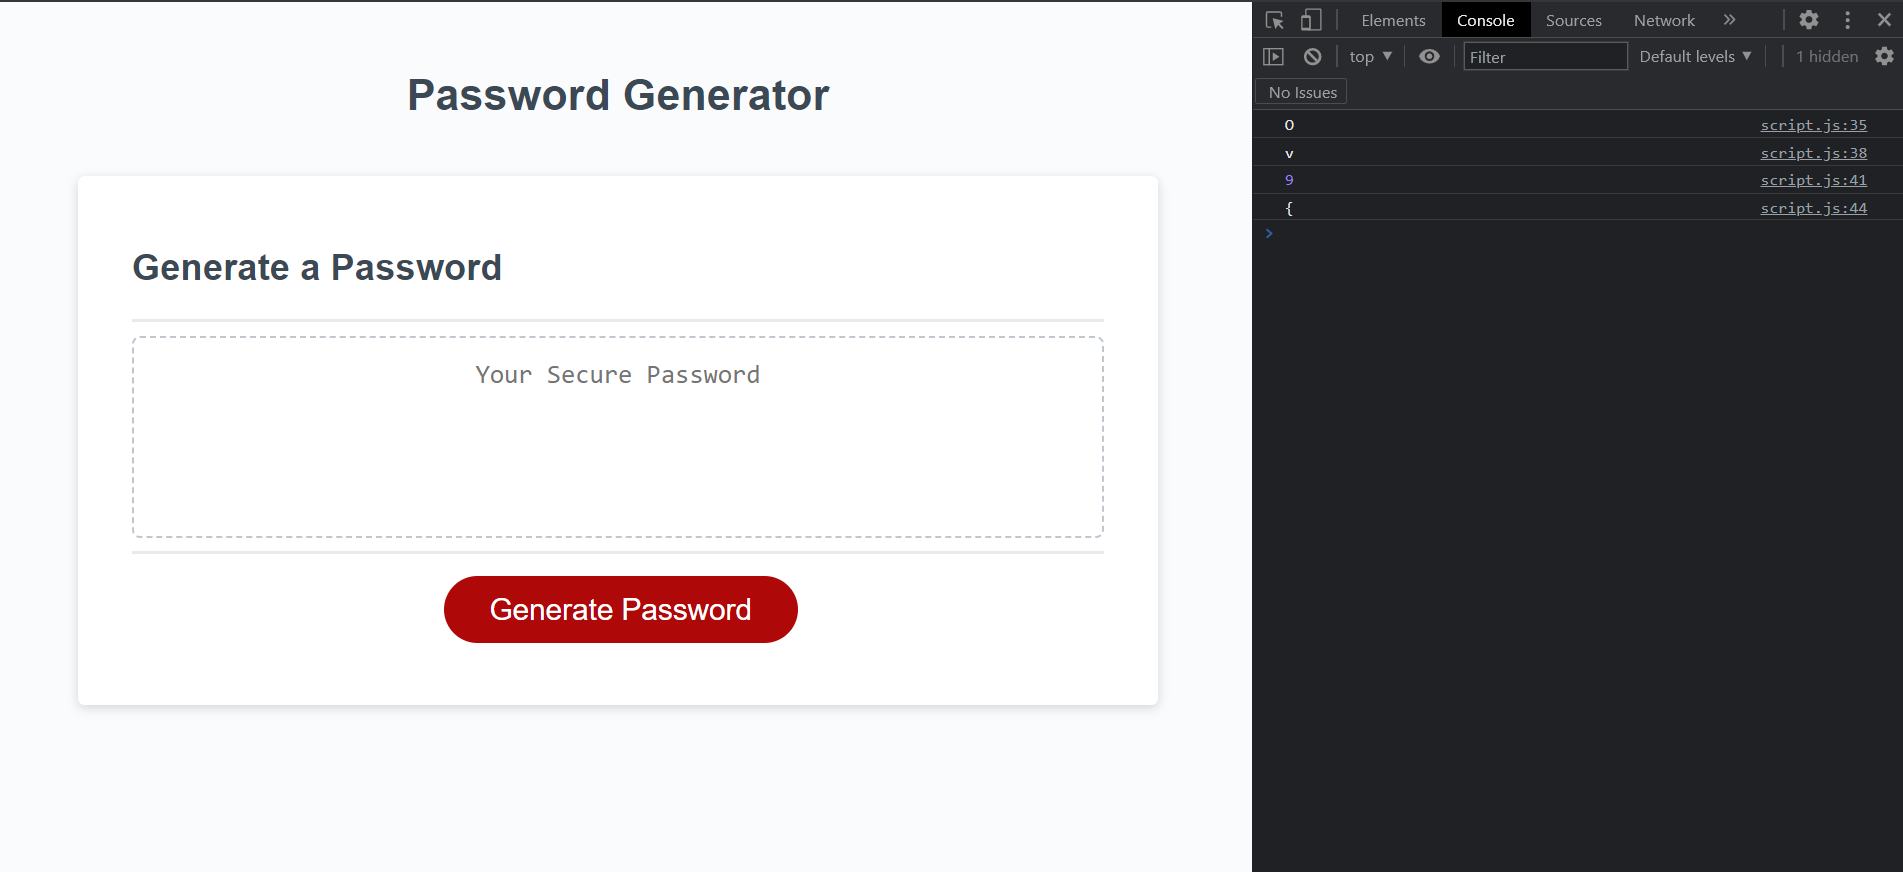 Password Generator
Generate a Password
Your Secure Password
Generate Password
Elements Console Sources Network
top Filter Default levels 1 hidden
No Issues
O script.js:35
v script.js:38
9 script.js:41
{ script.js:44